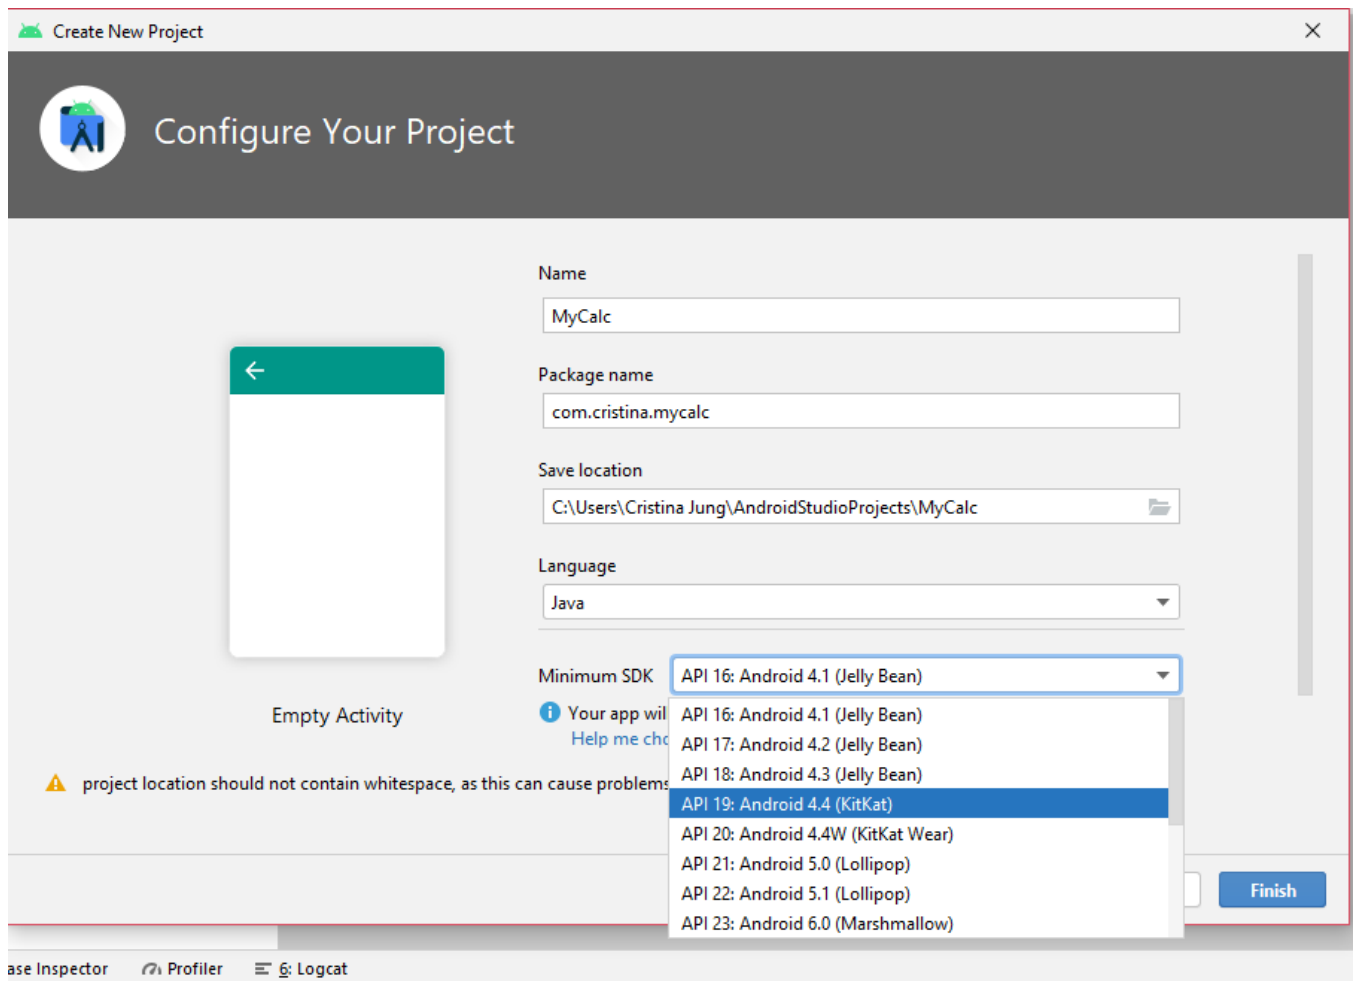 Create New Project
Configure Your Project
Name
MyCalc
Package name
com.cristina.mycalc
Save location
C:\Users\Cristina Jung\AndroidStudioProjects\MyCalc
Language
Java
Minimum SDK
API 16: Android 4.1 (Jelly Bean)
Empty Activity
Your app wil
Help me cho
project location should not contain whitespace, as this can cause problems
API 16: Android 4.1 (Jelly Bean)
API 17: Android 4.2 (Jelly Bean)
API 18: Android 4.3 (Jelly Bean)
API 19: Android 4.4 (KitKat)
API 20: Android 4.4W (KitKat Wear)
API 21: Android 5.0 (Lollipop)
API 22: Android 5.1 (Lollipop)
API 23: Android 6.0 (Marshmallow)
Finish
ase Inspector
Profiler
6: Logcat